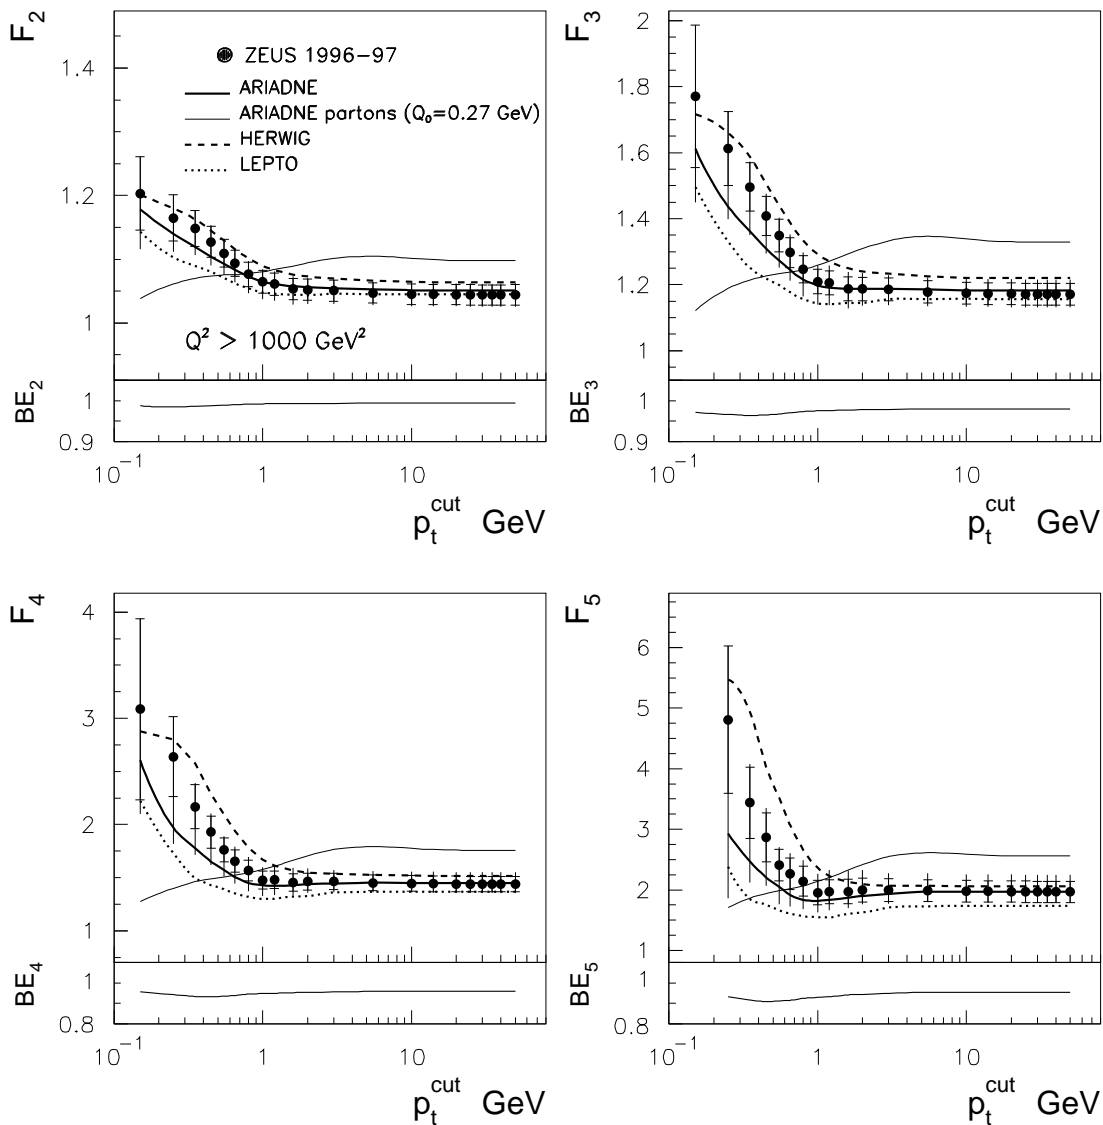 F₂
1.4
1.2
1
ZEUS 1996–97
ARIADNE
ARIADNE partons (Q₀=0.27 GeV)
HERWIG
LEPTO
Q² > 1000 GeV²
BE₂
1
0.9
10⁻¹ 1 10
p_t^cut GeV
F₃
2
1.8
1.6
1.4
1.2
1
BE₃
1
0.9
10⁻¹ 1 10
p_t^cut GeV
F₄
4
3
2
1
BE₄
1
0.8
10⁻¹ 1 10
p_t^cut GeV
F₅
6
5
4
3
2
1
BE₅
1
0.8
10⁻¹ 1 10
p_t^cut GeV